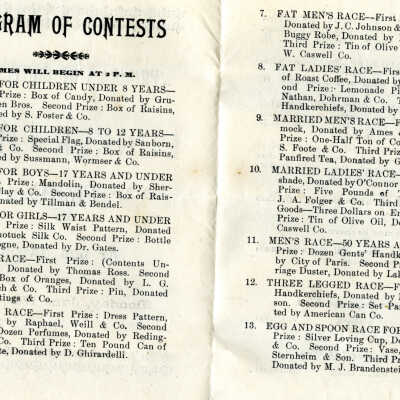 GRAM OF CONTESTS
MES WILL BEGIN AT 2 P. M.
FOR CHILDREN UNDER 8 YEARS—
Prize: Box of Candy, Donated by Gru-
en Bros. Second Prize: Box of Raisins,
ted by S. Foster & Co.
FOR CHILDREN—8 TO 12 YEARS—
Prize: Special Flag, Donated by Sanborn,
& Co. Second Prize: Box of Raisins,
ted by Sussmann, Wormser & Co.
FOR BOYS—17 YEARS AND UNDER
Prize: Mandolin, Donated by Sher-
lay & Co. Second Prize: Box of Rais-
onated by Tillman & Bendel.
FOR GIRLS—17 YEARS AND UNDER
Prize: Silk Waist Pattern, Donated
notuck Silk Co. Second Prize: Bottle
ogne, Donated by Dr. Gates.
RACE—First Prize: (Contents Un-
Donated by Thomas Ross. Second
Box of Oranges, Donated by L. G.
ch & Co. Third Prize: Pin, Donated
tings & Co.
RACE—First Prize: Dress Pattern,
by Raphael, Weill & Co. Second
Dozen Perfumes, Donated by Reding-
Co. Third Prize: Ten Pound Can of
te, Donated by D. Ghirardelli.
7. FAT MEN'S RACE—First
Donated by J. C. Johnson &
Buggy Robe, Donated by
Third Prize: Tin of Olive
W. Caswell Co.
8. FAT LADIES' RACE—First
of Roast Coffee, Donated by
ond Prize: Lemonade Pi
Nathan, Dohrman & Co. T
Handkerchiefs, Donated by
9. MARRIED MEN'S RACE—F
mock, Donated by Ames &
Prize: One-Half Ton of Co
S. Foote & Co. Third Priz
Panfired Tea, Donated by G
10. MARRIED LADIES' RACE—
shade, Donated by O'Connor
Prize: Five Pounds of T
J. A. Folger & Co. Third
Goods—Three Dollars on En
Prize: Tin of Olive Oil, Don
Caswell Co.
11. MEN'S RACE—50 YEARS A
Prize: Dozen Gents' Handk
by City of Paris. Second P
riage Duster, Donated by Lal
12. THREE LEGGED RACE—F
Handkerchiefs, Donated by
son. Second Prize: Set Pa
ted by American Can Co.
13. EGG AND SPOON RACE FOR
Prize: Silver Loving Cup, Do
& Co. Second Prize: Vase,
Sternheim & Son. Third P
Donated by M. J. Brandenstei